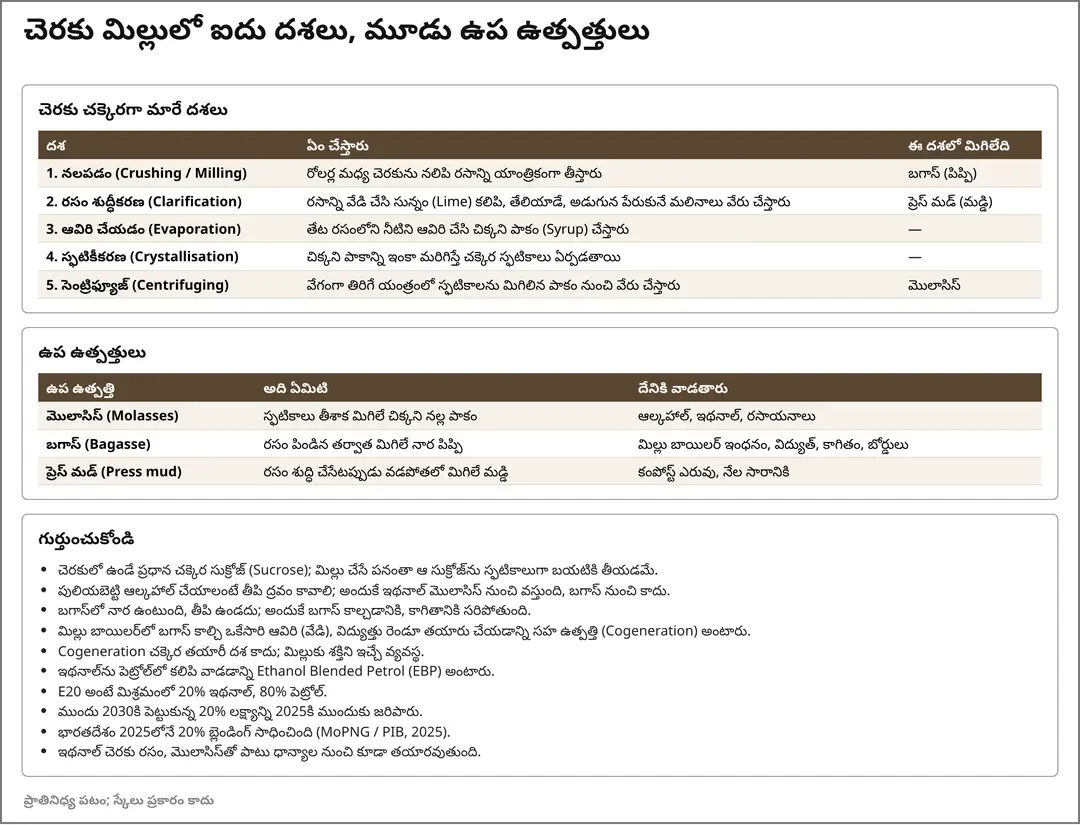 చెరకు మిల్లులో ఐదు దశలు, మూడు ఉప ఉత్పత్తులు
చెరకు చక్కెరగా మారే దశలు
దశ ఏం చేస్తారు ఈ దశలో మిగిలేది
1. నలపడం (Crushing / Milling) రోలర్ల మధ్య చెరకును నలిపి రసాన్ని యాంత్రికంగా తీస్తారు బగాస్ (పిప్పి)
2. రసం శుద్ధీకరణ (Clarification) రసాన్ని వేడి చేసి సున్నం (Lime) కలిపి, తేలియాడే, అడుగున పేరుకునే మలినాలు వేరు చేస్తారు ప్రెస్ మడ్ (మడ్డి)
3. ఆవిరి చేయడం (Evaporation) తేట రసంలోని నీటిని ఆవిరి చేసి చిక్కని పాకం (Syrup) చేస్తారు —
4. స్ఫటికీకరణ (Crystallisation) చిక్కని పాకాన్ని ఇంకా మరిగిస్తే చక్కెర స్ఫటికాలు ఏర్పడతాయి —
5. సెంట్రిఫ్యూజ్ (Centrifuging) వేగంగా తిరిగే యంత్రంలో స్ఫటికాలను మిగిలిన పాకం నుంచి వేరు చేస్తారు మొలాసిస్
ఉప ఉత్పత్తులు
ఉప ఉత్పత్తి అది ఏమిటి దేనికి వాడతారు
మొలాసిస్ (Molasses) స్ఫటికాలు తీశాక మిగిలే చిక్కని నల్ల పాకం ఆల్కహాల్, ఇథనాల్, రసాయనాలు
బగాస్ (Bagasse) రసం పిండిన తర్వాత మిగిలే నార పిప్పి మిల్లు బాయిలర్ ఇంధనం, విద్యుత్, కాగితం, బోర్డులు
ప్రెస్ మడ్ (Press mud) రసం శుద్ధి చేసేటప్పుడు వడపోతలో మిగిలే మడ్డి కంపోస్ట్ ఎరువు, నేల సారానికి
గుర్తుంచుకోండి
• చెరకులో ఉండే ప్రధాన చక్కెర సుక్రోజ్ (Sucrose); మిల్లు చేసే పనంతా ఆ సుక్రోజ్‌ను స్ఫటికాలుగా బయటికి తీయడమే.
• పులియబెట్టి ఆల్కహాల్ చేయాలంటే తీపి ద్రవం కావాలి; అందుకే ఇథనాల్ మొలాసిస్ నుంచి వస్తుంది, బగాస్ నుంచి కాదు.
• బగాస్‌లో నార ఉంటుంది, తీపి ఉండదు; అందుకే బగాస్ కాల్చడానికి, కాగితానికి సరిపోతుంది.
• మిల్లు బాయిలర్‌లో బగాస్ కాల్చి ఒకేసారి ఆవిరి (వేడి), విద్యుత్తు రెండూ తయారు చేయడాన్ని సహ ఉత్పత్తి (Cogeneration) అంటారు.
• Cogeneration చక్కెర తయారీ దశ కాదు; మిల్లుకు శక్తిని ఇచ్చే వ్యవస్థ.
• ఇథనాల్‌ను పెట్రోల్‌లో కలిపి వాడడాన్ని Ethanol Blended Petrol (EBP) అంటారు.
• E20 అంటే మిశ్రమంలో 20% ఇథనాల్, 80% పెట్రోల్.
• ముందు 2030కి పెట్టుకున్న 20% లక్ష్యాన్ని 2025కి ముందుకు జరిపారు.
• భారతదేశం 2025లోనే 20% బ్లెండింగ్ సాధించింది (MoPNG / PIB, 2025).
• ఇథనాల్ చెరకు రసం, మొలాసిస్‌తో పాటు ధాన్యాల నుంచి కూడా తయారవుతుంది.
ప్రాతినిధ్య పటం; స్కేలు ప్రకారం కాదు